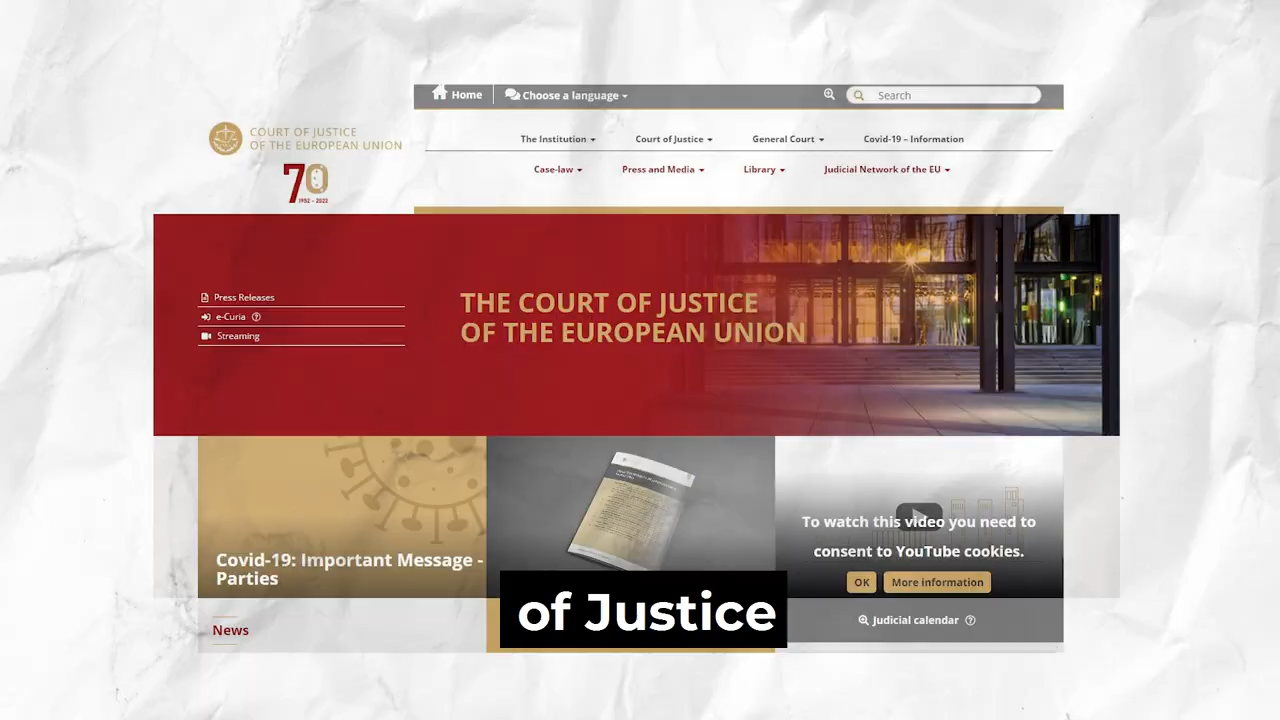 Home
Choose a language
Search
COURT OF JUSTICE
OF THE EUROPEAN UNION
70
1952 - 2022
The Institution
Court of Justice
General Court
Covid-19 – Information
Case-law
Press and Media
Library
Judicial Network of the EU
Press Releases
e-Curia
Streaming
THE COURT OF JUSTICE
OF THE EUROPEAN UNION
Covid-19: Important Message -
Parties
To watch this video you need to
consent to YouTube cookies.
OK
More information
of Justice
Judicial calendar
News